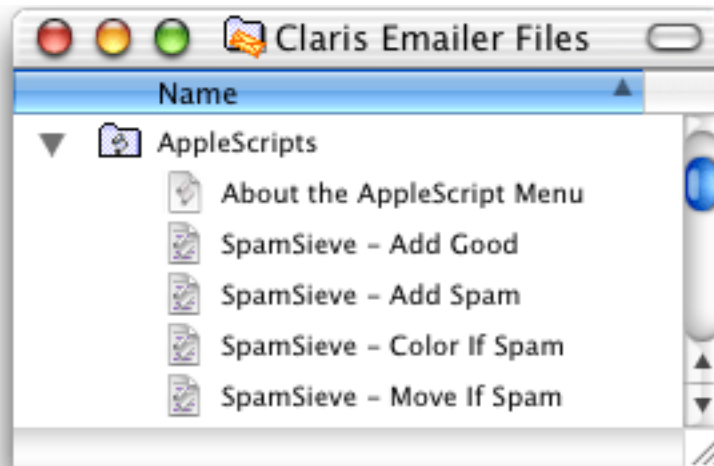 Claris Emailer Files
Name
AppleScripts
About the AppleScript Menu
SpamSieve – Add Good
SpamSieve – Add Spam
SpamSieve – Color If Spam
SpamSieve – Move If Spam